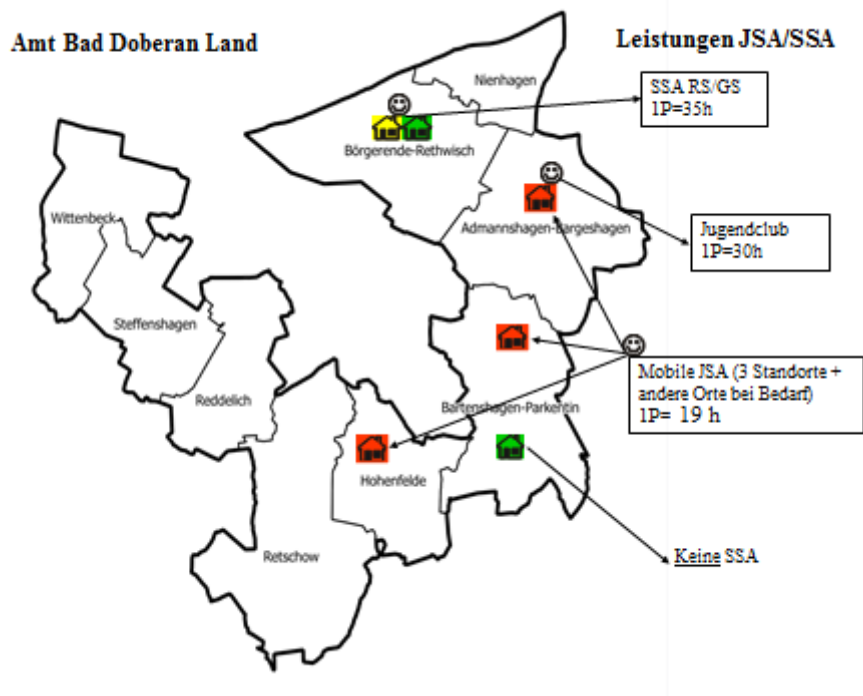 Amt Bad Doberan Land
Leistungen JSA/SSA
Nienhagen
SSA RS/GS
1P=35h
Börgerende-Rethwisch
Wittenbeck
Admannshagen-Bargeshagen
Jugendclub
1P=30h
Steffenshagen
Mobile JSA (3 Standorte +
andere Orte bei Bedarf)
1P= 19 h
Reddelich
Bartenshagen-Parkentin
Hohenfelde
Retschow
Keine SSA